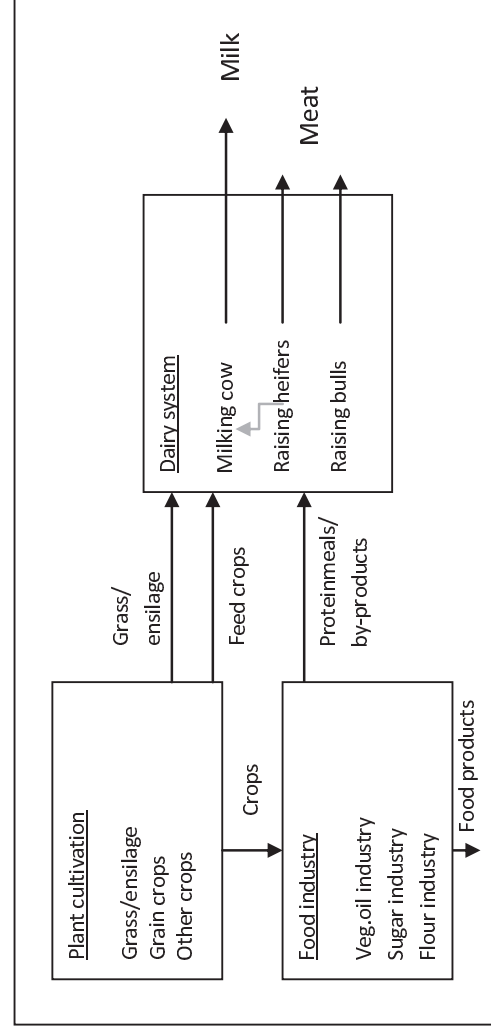 Plant cultivation
Grass/ensilage
Grain crops
Other crops
Grass/
ensilage
Feed crops
Crops
Food industry
Veg.oil industry
Sugar industry
Flour industry
Food products
Proteinmeals/
by-products
Dairy system
Milking cow
Raising heifers
Raising bulls
Milk
Meat